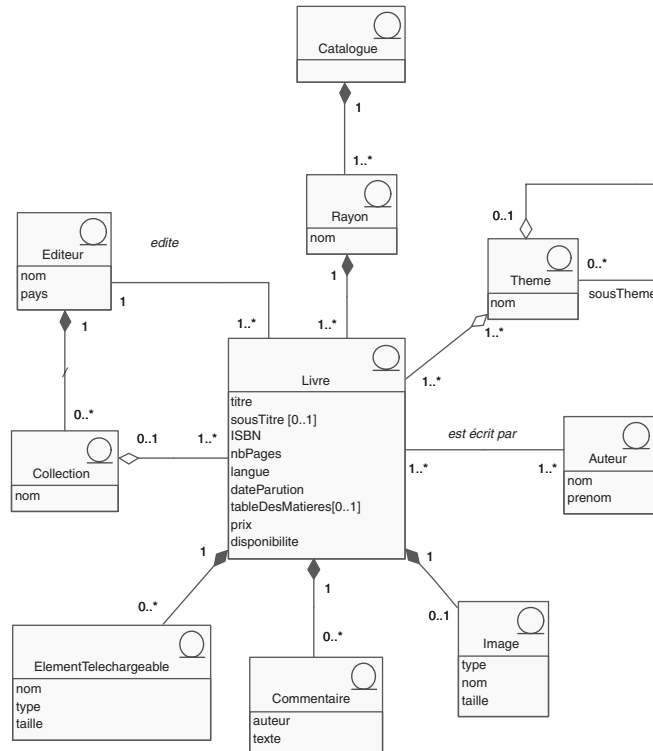 Catalogue
1
1..*
Rayon
nom
1
1..*
Editeur
nom
pays
edite
1
1..*
1
0..*
Collection
nom
0..1
1..*
0..1
Theme
nom
0..*
sousTheme
1..*
1..*
Livre
titre
sousTitre [0..1]
ISBN
nbPages
langue
dateParution
tableDesMatieres[0..1]
prix
disponibilite
est écrit par
1..*
1..*
Auteur
nom
prenom
1
0..*
ElementTelechargeable
nom
type
taille
1
0..*
Commentaire
auteur
texte
1
0..1
Image
type
nom
taille